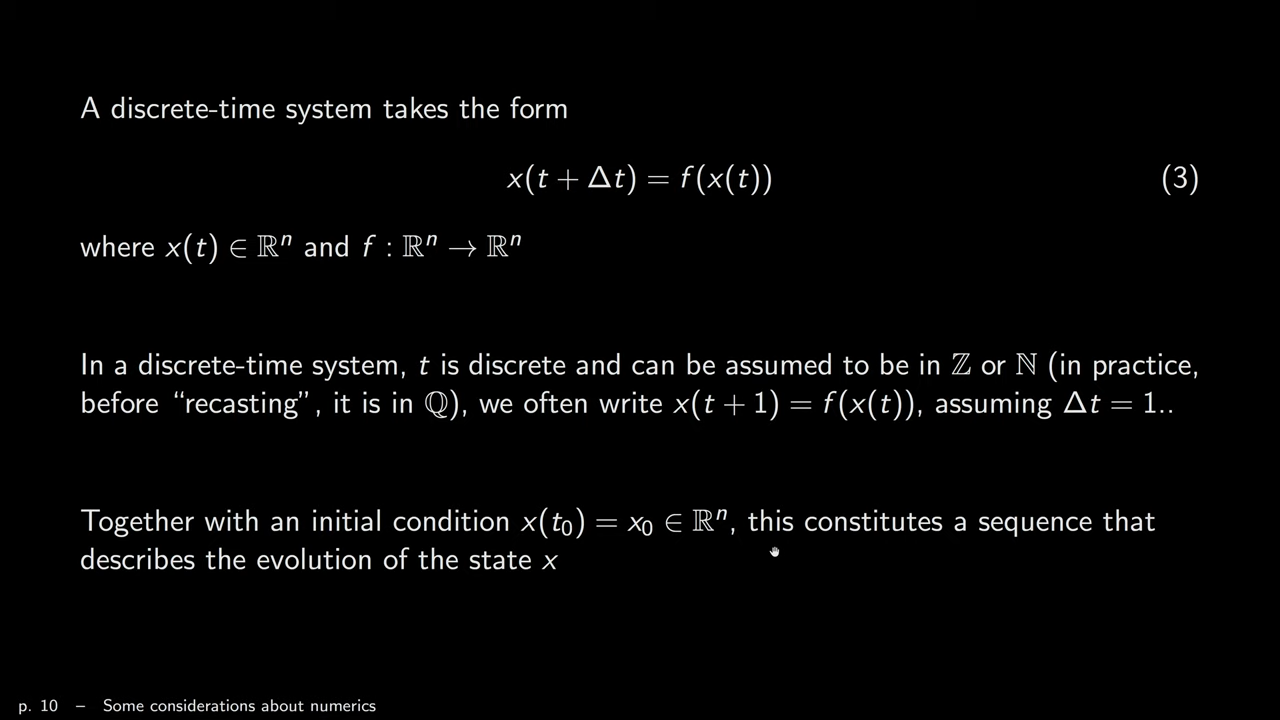 A discrete-time system takes the form
x(t + Δt) = f(x(t)) (3)
where x(t) ∈ ℝⁿ and f : ℝⁿ → ℝⁿ
In a discrete-time system, t is discrete and can be assumed to be in ℤ or ℕ (in practice,
before “recasting”, it is in ℚ), we often write x(t + 1) = f(x(t)), assuming Δt = 1..
Together with an initial condition x(t₀) = x₀ ∈ ℝⁿ, this constitutes a sequence that
describes the evolution of the state x
p. 10 – Some considerations about numerics